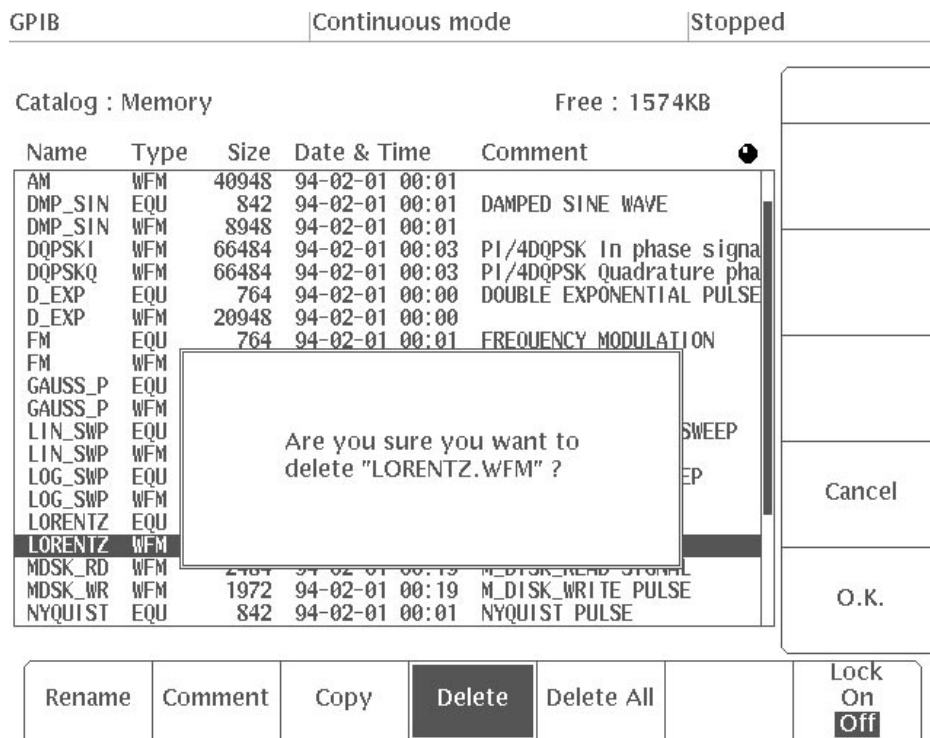 GPIB Continuous mode Stopped
Catalog : Memory Free : 1574KB
Name Type Size Date & Time Comment
AM WFM 40948 94-02-01 00:01
DMP_SIN EQU 842 94-02-01 00:01 DAMPED SINE WAVE
DMP_SIN WFM 8948 94-02-01 00:01
DQPSKI WFM 66484 94-02-01 00:03 PI/4DQPSK In phase signa
DQPSKQ WFM 66484 94-02-01 00:03 PI/4DQPSK Quadrature pha
D_EXP EQU 764 94-02-01 00:00 DOUBLE EXPONENTIAL PULSE
D_EXP WFM 20948 94-02-01 00:00
FM EQU 764 94-02-01 00:01 FREQUENCY MODULATION
FM WFM
GAUSS_P EQU
GAUSS_P WFM
LIN_SWP EQU SWEEP
LIN_SWP WFM
LOG_SWP EQU EP
LOG_SWP WFM
LORENTZ EQU
LORENTZ WFM
MDSK_RD WFM 2484 94-02-01 00:19 M_DISK_READ SIGNAL
MDSK_WR WFM 1972 94-02-01 00:19 M_DISK_WRITE PULSE
NYQUIST EQU 842 94-02-01 00:01 NYQUIST PULSE
Are you sure you want to
delete "LORENTZ.WFM" ?
Cancel
O.K.
Rename Comment Copy Delete Delete All Lock
On
Off